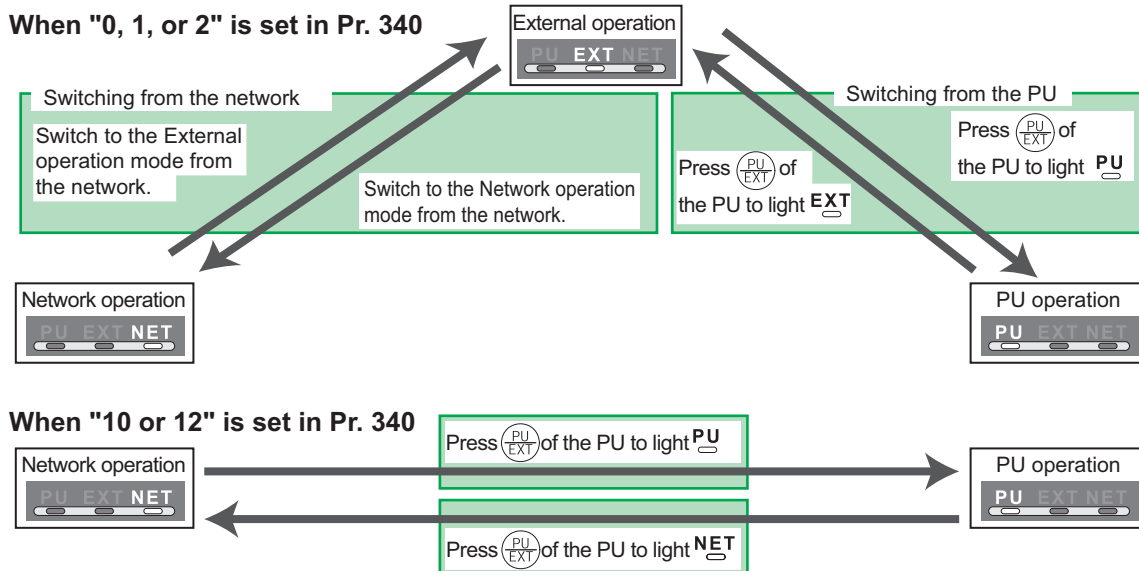 When "0, 1, or 2" is set in Pr. 340
External operation
PU EXT NET
Switching from the network
Switch to the External
operation mode from
the network.
Switch to the Network operation
mode from the network.
Switching from the PU
Press PU/EXT of
the PU to light EXT
Press PU/EXT of
the PU to light PU
Network operation
PU EXT NET
PU operation
PU EXT NET
When "10 or 12" is set in Pr. 340
Network operation
PU EXT NET
Press PU/EXT of the PU to light PU
Press PU/EXT of the PU to light NET
PU operation
PU EXT NET